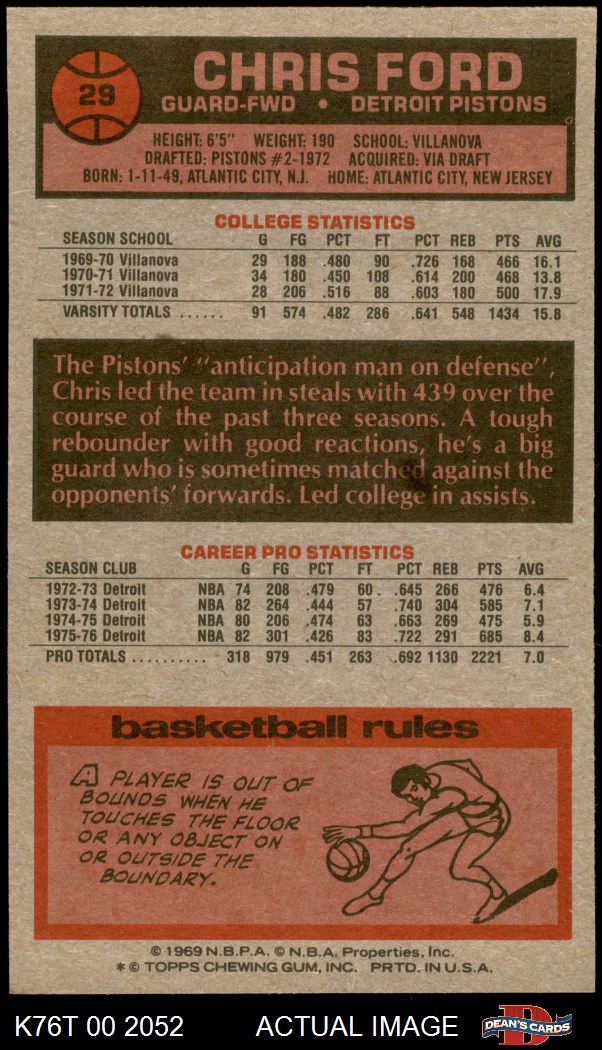 29
CHRIS FORD
GUARD-FWD • DETROIT PISTONS
HEIGHT: 6'5" WEIGHT: 190 SCHOOL: VILLANOVA
DRAFTED: PISTONS #2-1972 ACQUIRED: VIA DRAFT
BORN: 1-11-49, ATLANTIC CITY, N.J. HOME: ATLANTIC CITY, NEW JERSEY
COLLEGE STATISTICS
SEASON SCHOOL G FG PCT FT PCT REB PTS AVG
1969-70 Villanova 29 188 .480 90 .726 168 466 16.1
1970-71 Villanova 34 180 .450 108 .614 200 468 13.8
1971-72 Villanova 28 206 .516 88 .603 180 500 17.9
VARSITY TOTALS ...... 91 574 .482 286 .641 548 1434 15.8
The Pistons' "anticipation man on defense",
Chris led the team in steals with 439 over the
course of the past three seasons. A tough
rebounder with good reactions, he's a big
guard who is sometimes matched against the
opponents' forwards. Led college in assists.
CAREER PRO STATISTICS
SEASON CLUB G FG PCT FT PCT REB PTS AVG
1972-73 Detroit NBA 74 208 .479 60 . .645 266 476 6.4
1973-74 Detroit NBA 82 264 .444 57 .740 304 585 7.1
1974-75 Detroit NBA 80 206 .474 63 .663 269 475 5.9
1975-76 Detroit NBA 82 301 .426 83 .722 291 685 8.4
PRO TOTALS .......... 318 979 .451 263 .692 1130 2221 7.0
basketball rules
A PLAYER IS OUT OF
BOUNDS WHEN HE
TOUCHES THE FLOOR
OR ANY OBJECT ON
OR OUTSIDE THE
BOUNDARY.
© 1969 N.B.P.A. © N.B.A. Properties, Inc.
* © TOPPS CHEWING GUM, INC. PRTD. IN U.S.A.
K76T 00 2052 ACTUAL IMAGE
D
DEAN'S CARDS